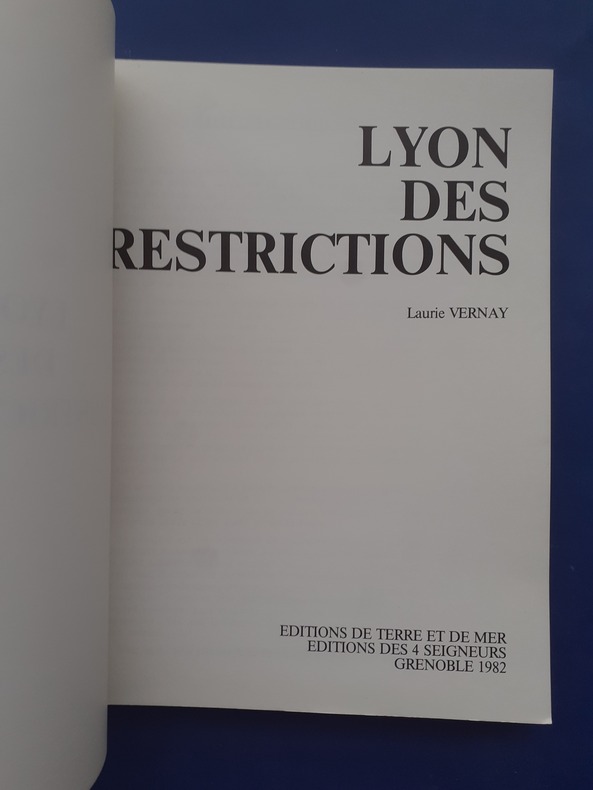 LYON
DES
RESTRICTIONS
Laurie VERNAY
EDITIONS DE TERRE ET DE MER
EDITIONS DES 4 SEIGNEURS
GRENOBLE 1982